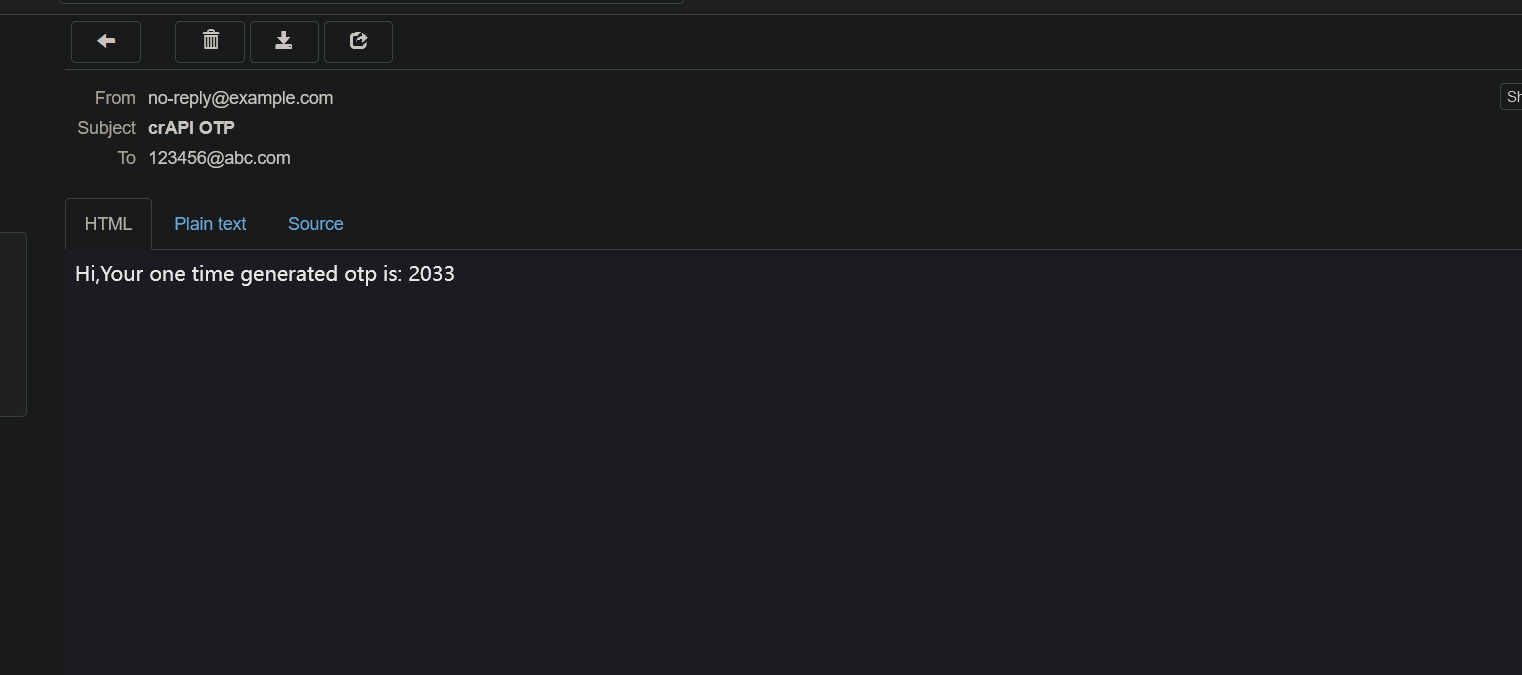 From no-reply@example.com
Sh
Subject crAPI OTP
To 123456@abc.com
HTML Plain text Source
Hi,Your one time generated otp is: 2033